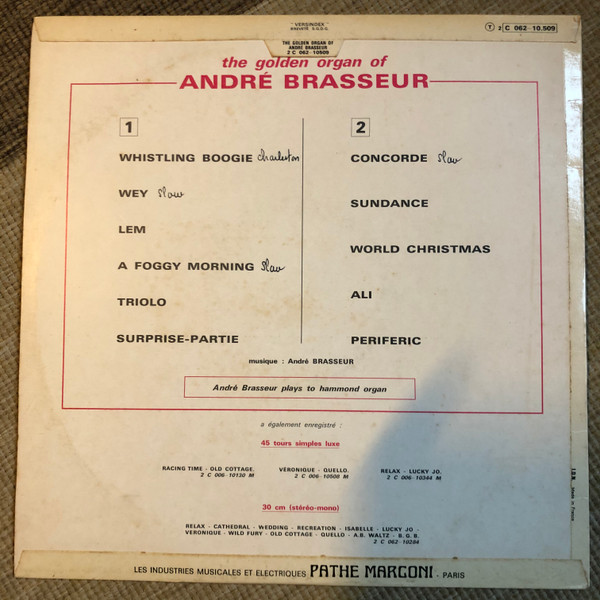 " VERSINDEX "
BREVETÉ S.G.D.G.
T 2 C 062-10.509
THE GOLDEN ORGAN OF
ANDRE BRASSEUR
2 C 062-10509
the golden organ of
ANDRÉ BRASSEUR
1
WHISTLING BOOGIE charleston
WEY slow
LEM
A FOGGY MORNING slow
TRIOLO
SURPRISE-PARTIE
2
CONCORDE slow
SUNDANCE
WORLD CHRISTMAS
ALI
PERIFERIC
musique : André BRASSEUR
André Brasseur plays to hammond organ
a également enregistré :
45 tours simples luxe
RACING TIME - OLD COTTAGE.
2 C 006-10130 M
VÉRONIQUE - QUELLO.
2 C 006-10508 M
RELAX - LUCKY JO.
2 C 006-10344 M
30 cm (stéréo-mono)
RELAX - CATHEDRAL - WEDDING - RECREATION - ISABELLE - LUCKY JO -
VERONIQUE - WILD FURY - OLD COTTAGE - QUELLO - A.B. WALTZ - B.G.B.
2 C 062-10284
LES INDUSTRIES MUSICALES ET ELECTRIQUES PATHE MARCONI - PARIS
Made in France